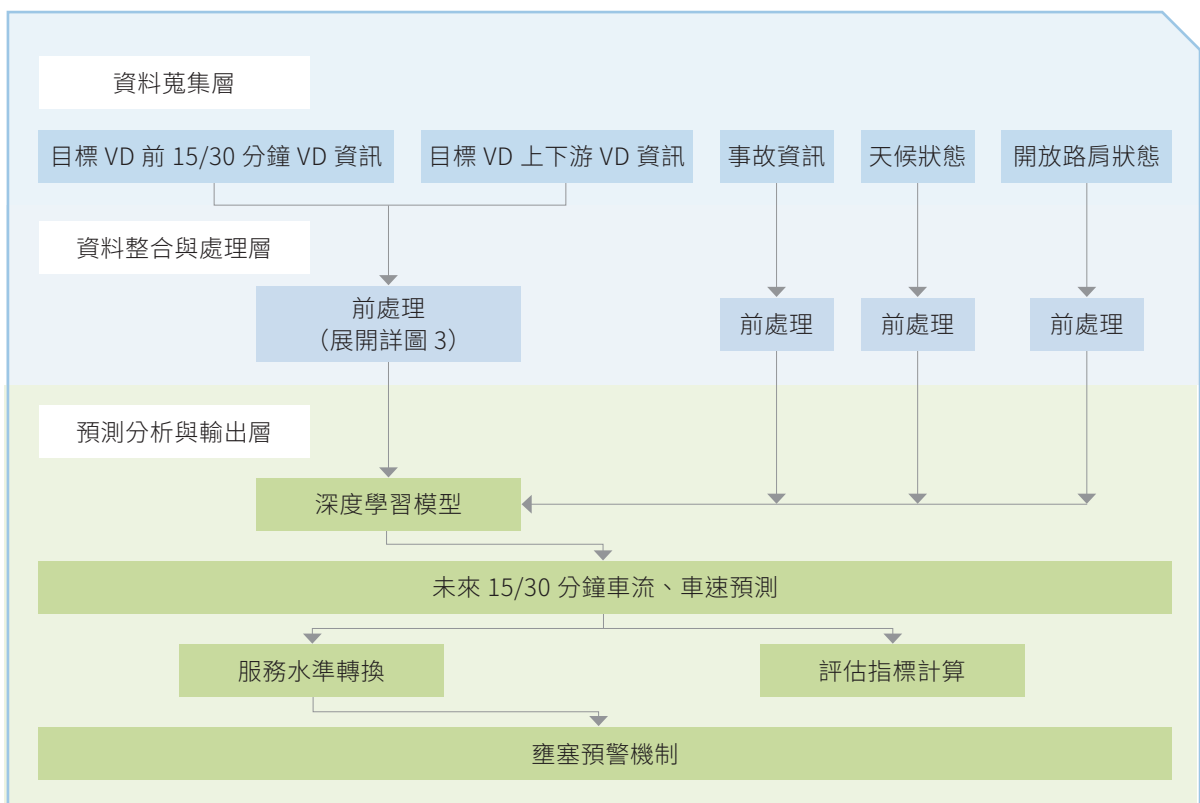 資料蒐集層
目標 VD 前 15/30 分鐘 VD 資訊
目標 VD 上下游 VD 資訊
事故資訊
天候狀態
開放路肩狀態
資料整合與處理層
前處理
（展開詳圖 3）
前處理
前處理
前處理
預測分析與輸出層
深度學習模型
未來 15/30 分鐘車流、車速預測
服務水準轉換
評估指標計算
壅塞預警機制